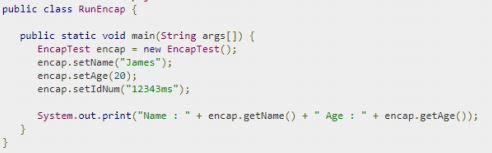 public class RunEncap {
public static void main(String args[]) {
EncapTest encap = new EncapTest();
encap.setName("James");
encap.setAge(20);
encap.setIdNum("12343ms");
System.out.print("Name : " + encap.getName() + " Age : " + encap.getAge());
}
}